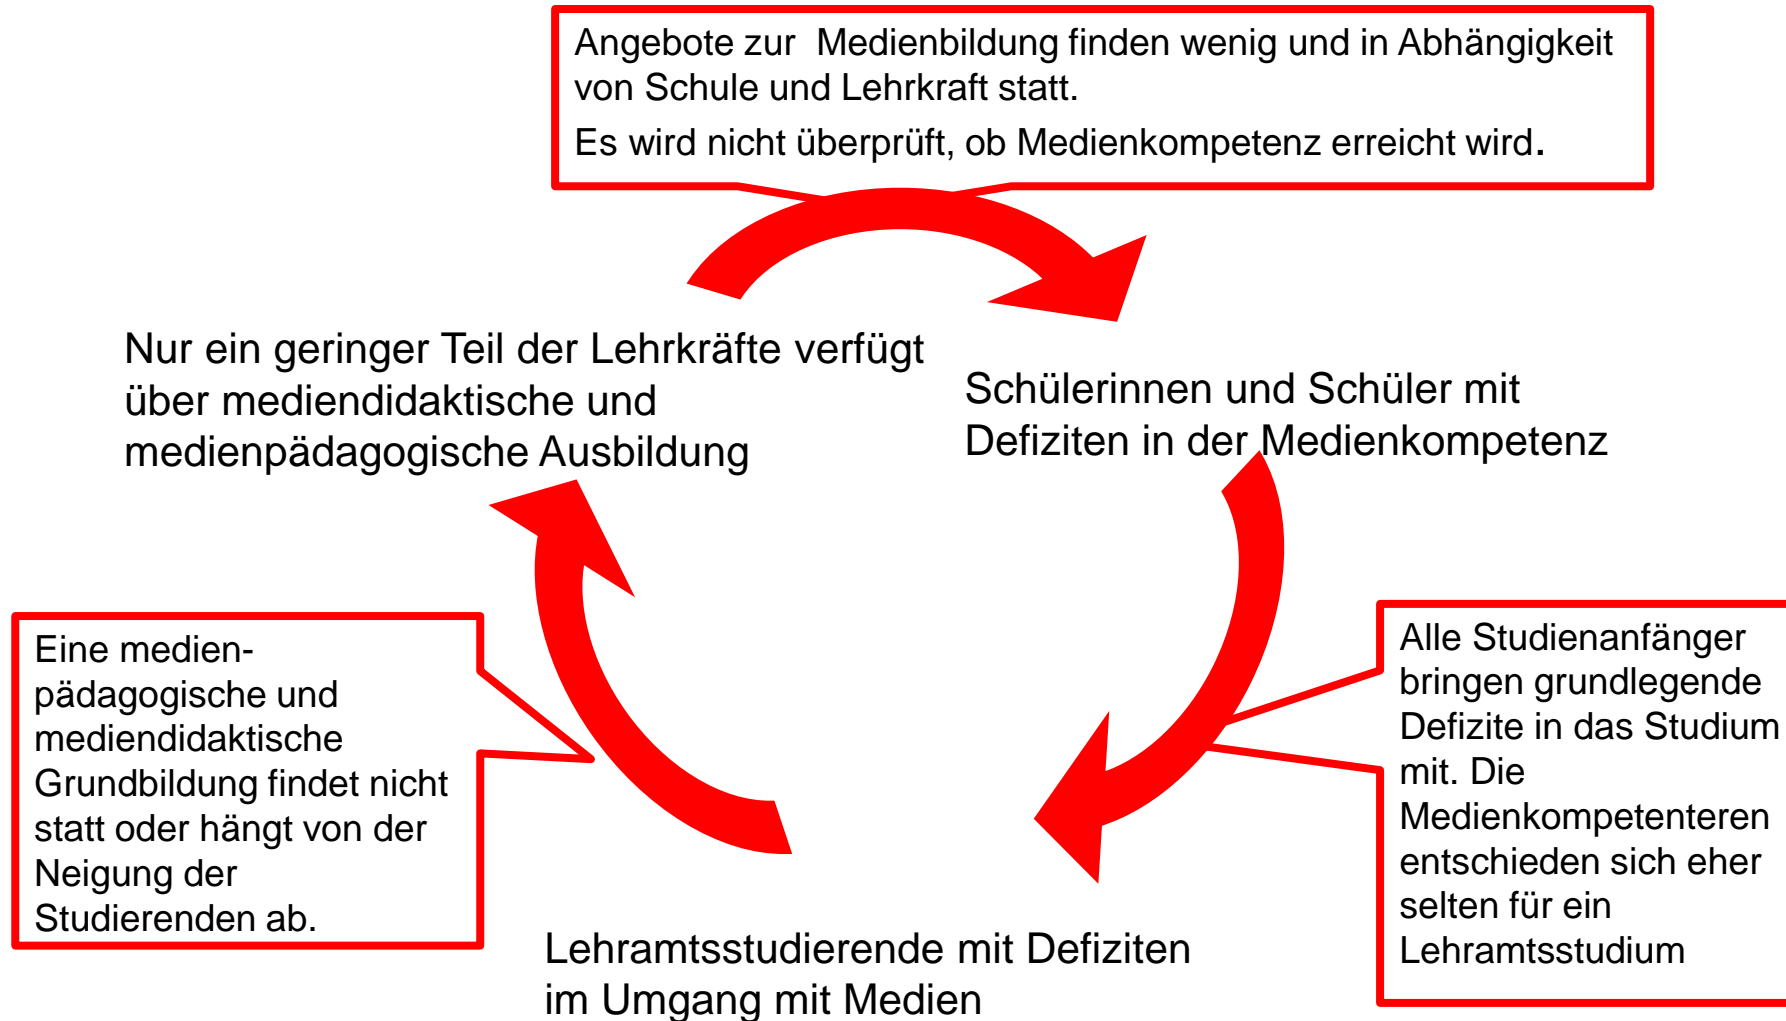 Angebote zur  Medienbildung finden wenig und in Abhängigkeit
von Schule und Lehrkraft statt.
Es wird nicht überprüft, ob Medienkompetenz erreicht wird.
Nur ein geringer Teil der Lehrkräfte verfügt
über mediendidaktische und
medienpädagogische Ausbildung
Schülerinnen und Schüler mit
Defiziten in der Medienkompetenz
Eine medien-
pädagogische und
mediendidaktische
Grundbildung findet nicht
statt oder hängt von der
Neigung der
Studierenden ab.
Alle Studienanfänger
bringen grundlegende
Defizite in das Studium
mit. Die
Medienkompetenteren
entschieden sich eher
selten für ein
Lehramtsstudium
Lehramtsstudierende mit Defiziten
im Umgang mit Medien